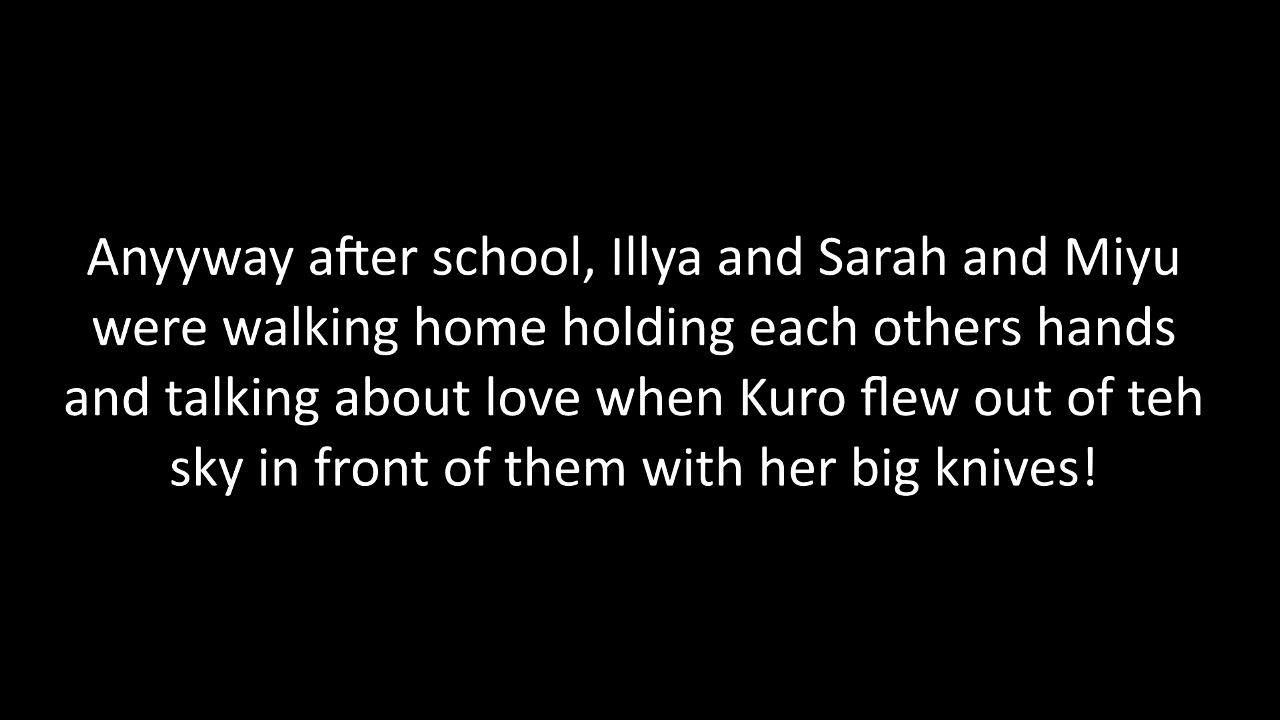 Anyyway after school, Illya and Sarah and Miyu
were walking home holding each others hands
and talking about love when Kuro flew out of teh
sky in front of them with her big knives!